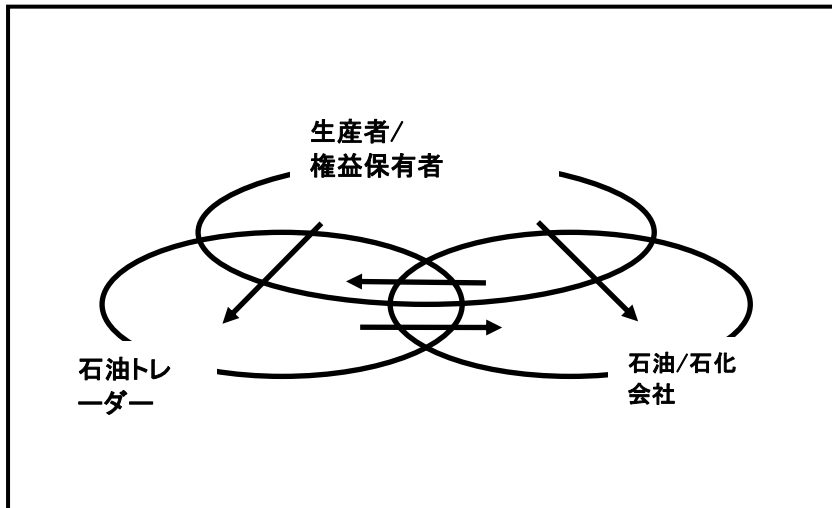 生産者/
権益保有者
石油トレ
ーダー
石油/石化
会社